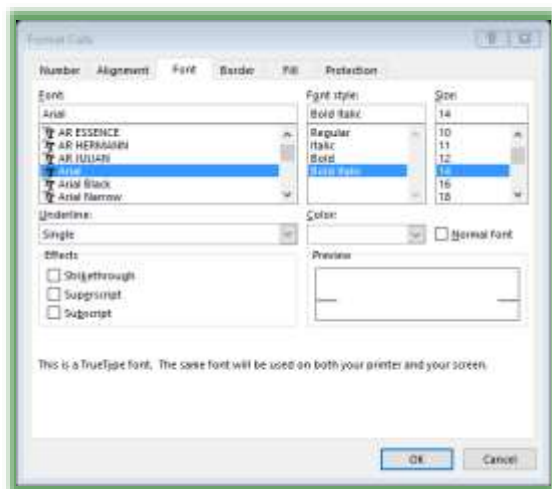 Format Cells
Number Alignment Font Border Fill Protection
Font: Font style: Size:
Arial Bold Italic 14
AR ESSENCE Regular 10
AR HERMANN Italic 11
AR JULIAN Bold 12
Arial Bold Italic 14
Arial Black 16
Arial Narrow 18
Underline: Color:
Single Normal font
Effects Preview
Strikethrough
Superscript
Subscript
This is a TrueType font. The same font will be used on both your printer and your screen.
OK Cancel